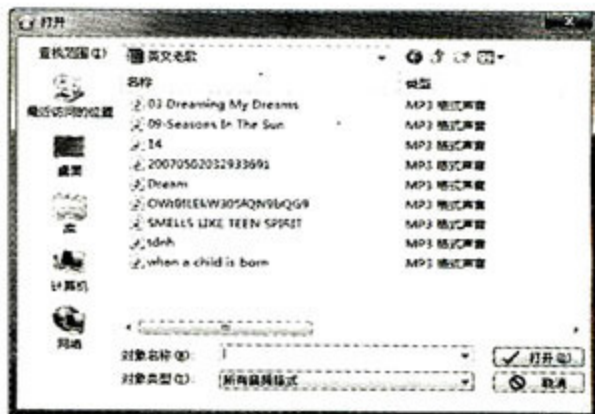 打开
查找范围(I) 英文老歌
名称 类型
03-Dreaming My Dreams MP3 格式声音
09-Seasons In The Sun MP3 格式声音
14 MP3 格式声音
20070502032933691 MP3 格式声音
Dream MP3 格式声音
MP3 格式声音
SMELLS LIKE TEEN SPIRIT MP3 格式声音
tdnh MP3 格式声音
when a child is born MP3 格式声音
最近访问的位置
桌面
库
计算机
网络
对象名称(N): 打开(O)
对象类型(T): 所有音频格式 取消